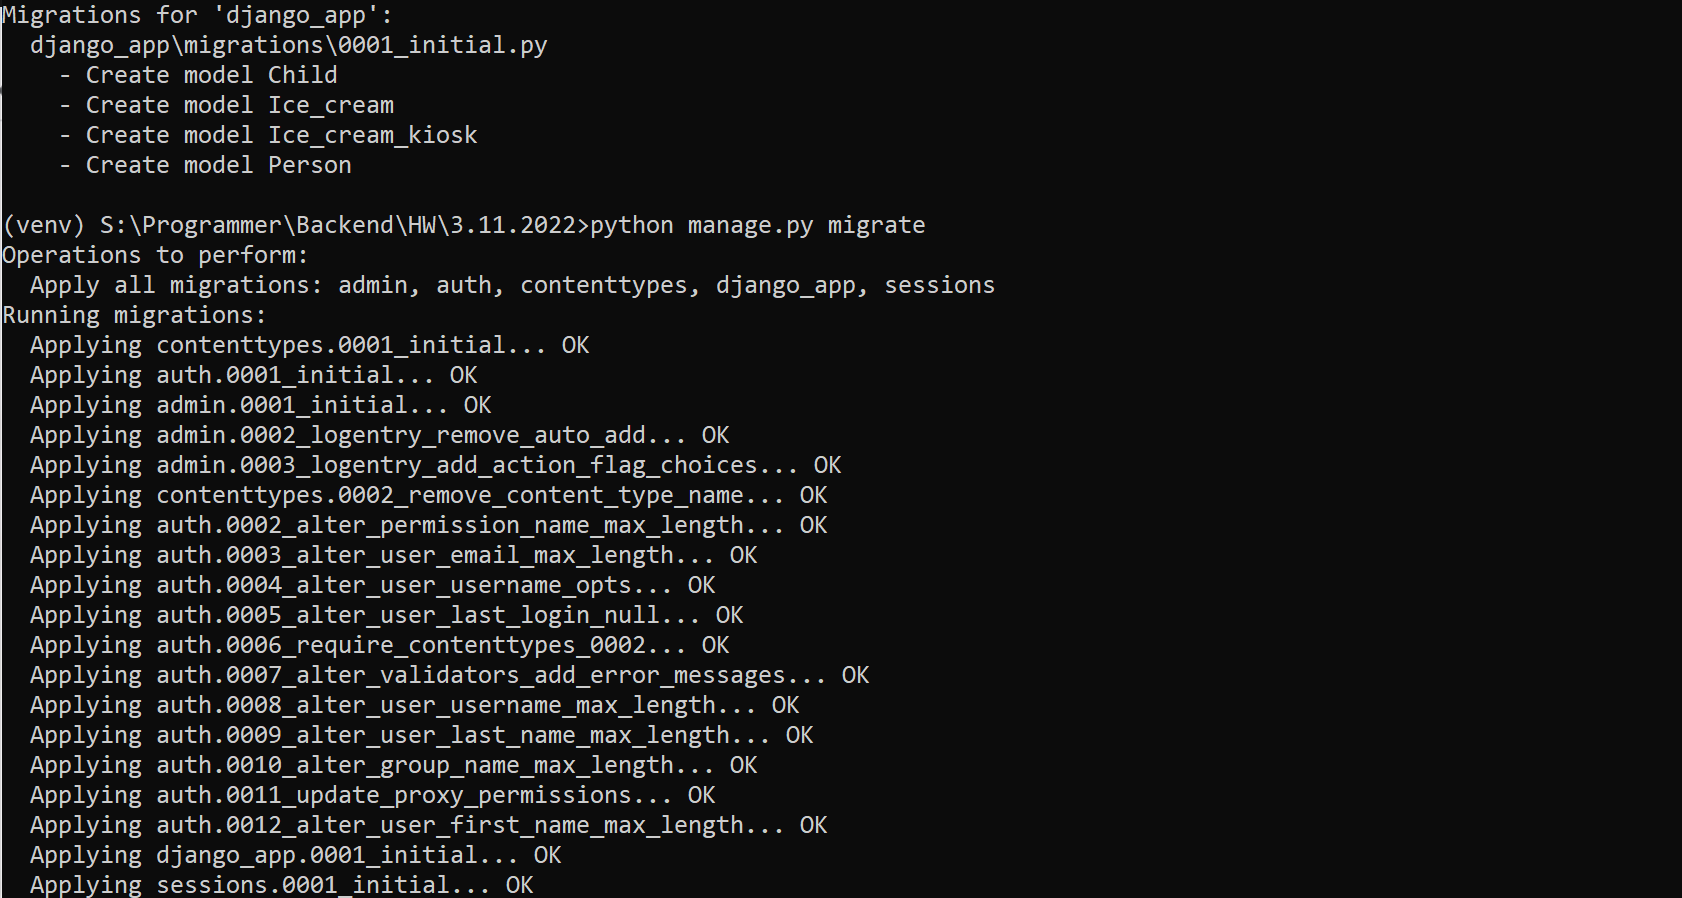 Migrations for 'django_app':
  django_app\migrations\0001_initial.py
    - Create model Child
    - Create model Ice_cream
    - Create model Ice_cream_kiosk
    - Create model Person

(venv) S:\Programmer\Backend\HW\3.11.2022>python manage.py migrate
Operations to perform:
  Apply all migrations: admin, auth, contenttypes, django_app, sessions
Running migrations:
  Applying contenttypes.0001_initial... OK
  Applying auth.0001_initial... OK
  Applying admin.0001_initial... OK
  Applying admin.0002_logentry_remove_auto_add... OK
  Applying admin.0003_logentry_add_action_flag_choices... OK
  Applying contenttypes.0002_remove_content_type_name... OK
  Applying auth.0002_alter_permission_name_max_length... OK
  Applying auth.0003_alter_user_email_max_length... OK
  Applying auth.0004_alter_user_username_opts... OK
  Applying auth.0005_alter_user_last_login_null... OK
  Applying auth.0006_require_contenttypes_0002... OK
  Applying auth.0007_alter_validators_add_error_messages... OK
  Applying auth.0008_alter_user_username_max_length... OK
  Applying auth.0009_alter_user_last_name_max_length... OK
  Applying auth.0010_alter_group_name_max_length... OK
  Applying auth.0011_update_proxy_permissions... OK
  Applying auth.0012_alter_user_first_name_max_length... OK
  Applying django_app.0001_initial... OK
  Applying sessions.0001_initial... OK